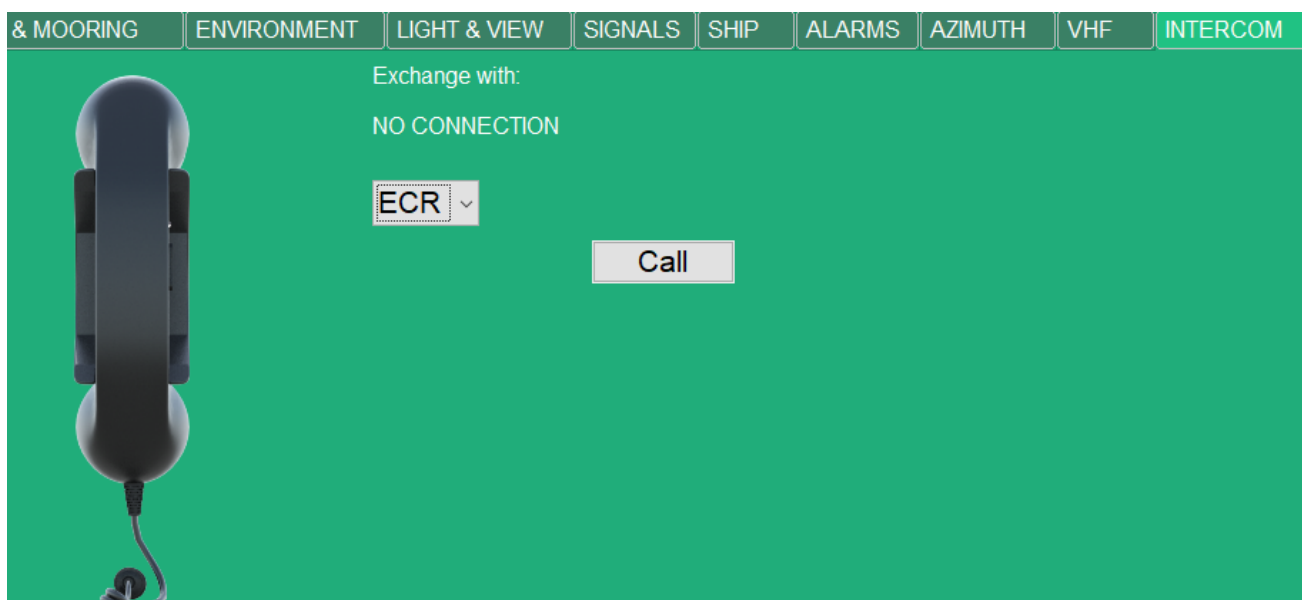 & MOORING ENVIRONMENT LIGHT & VIEW SIGNALS SHIP ALARMS AZIMUTH VHF INTERCOM
Exchange with:
NO CONNECTION
ECR
Call